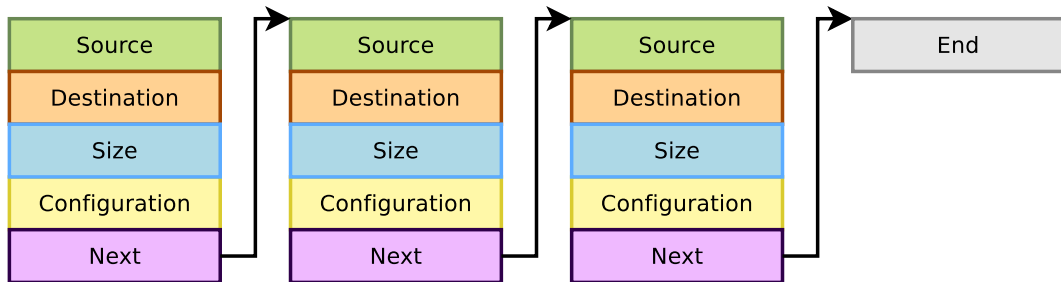 Source
Destination
Size
Configuration
Next
Source
Destination
Size
Configuration
Next
Source
Destination
Size
Configuration
Next
End